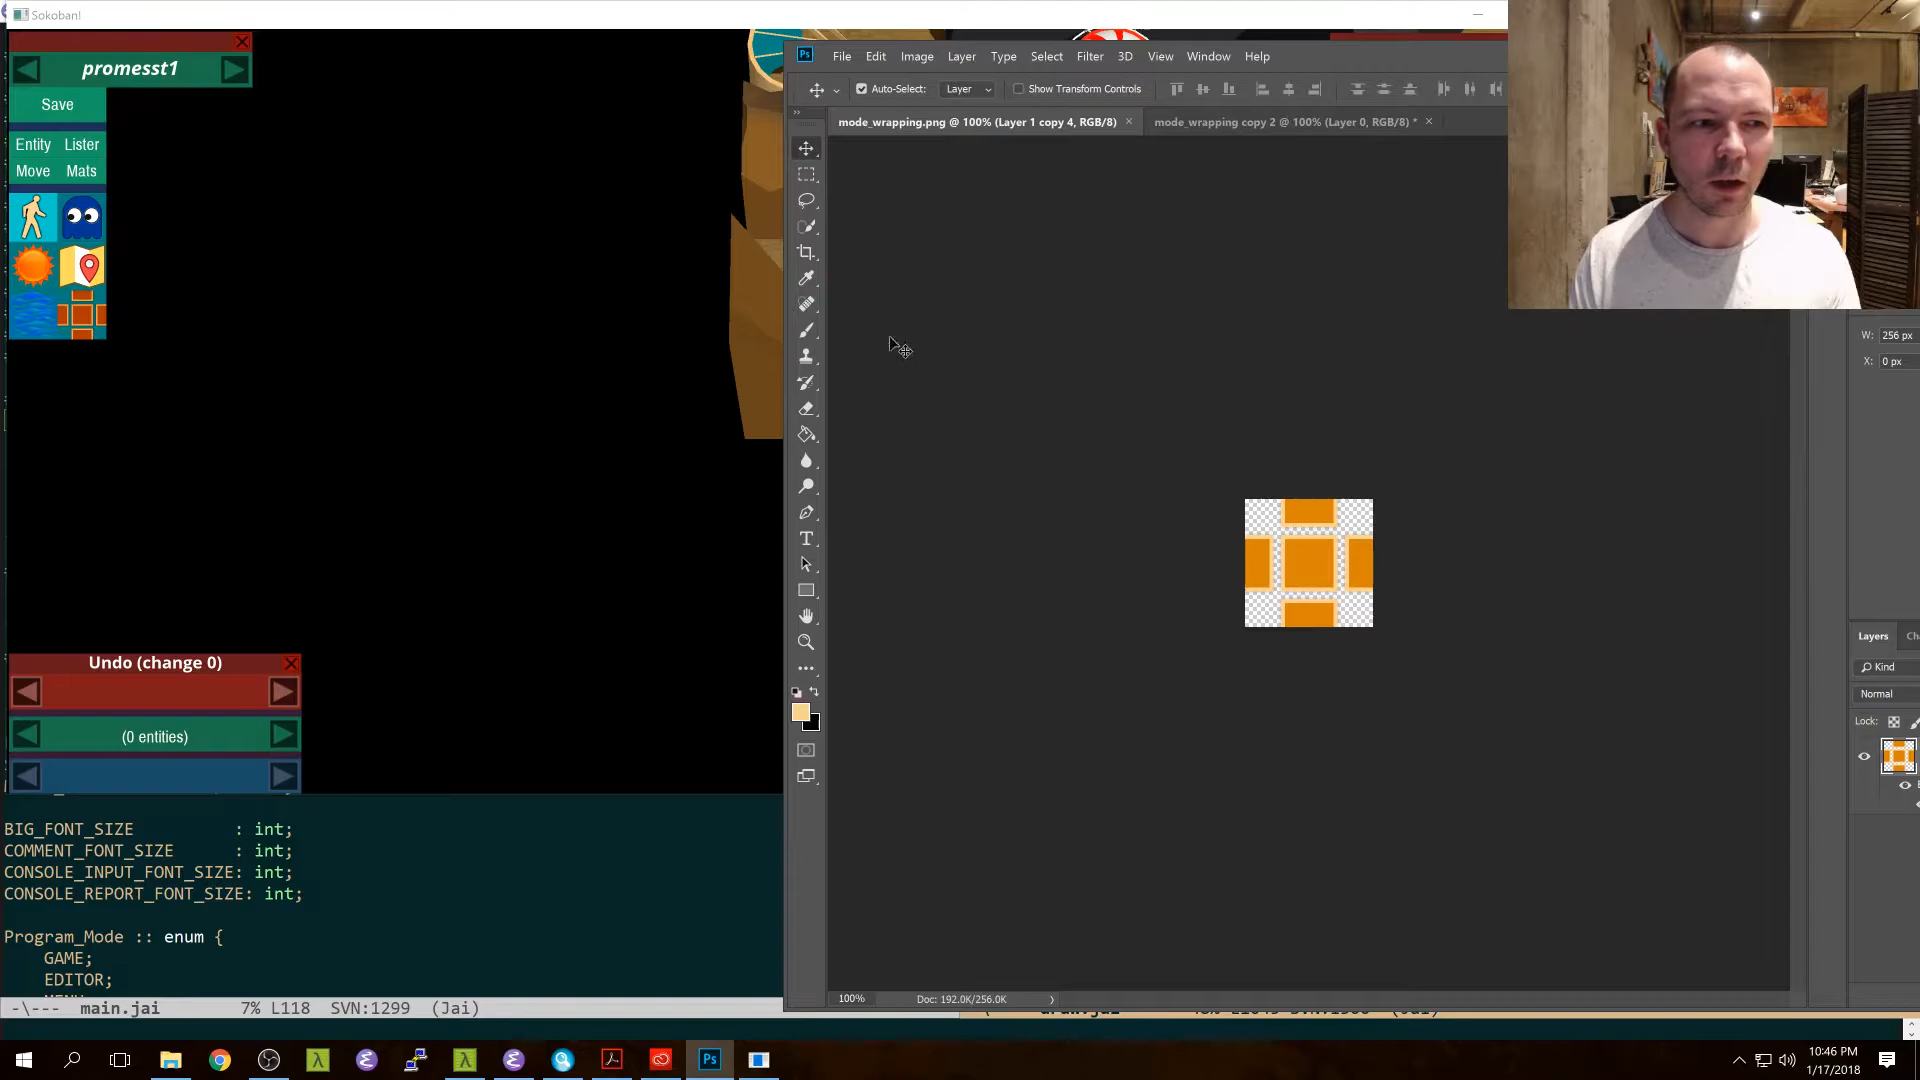 Sokoban!
promesst1
Save
Entity Lister
Move Mats
Undo (change 0)
(0 entities)
BIG_FONT_SIZE : int;
COMMENT_FONT_SIZE : int;
CONSOLE_INPUT_FONT_SIZE: int;
CONSOLE_REPORT_FONT_SIZE: int;
Program_Mode :: enum {
GAME;
EDITOR;
-\--- main.jai 7% L118 SVN:1299 (Jai)
Ps File Edit Image Layer Type Select Filter 3D View Window Help
Auto-Select: Layer Show Transform Controls
mode_wrapping.png @ 100% (Layer 1 copy 4, RGB/8) × mode_wrapping copy 2 @ 100% (Layer 0, RGB/8) * ×
W: 256 px
X: 0 px
Layers
Kind
Normal
Lock:
100% Doc: 192.0K/256.0K
Ps
10:46 PM
1/17/2018